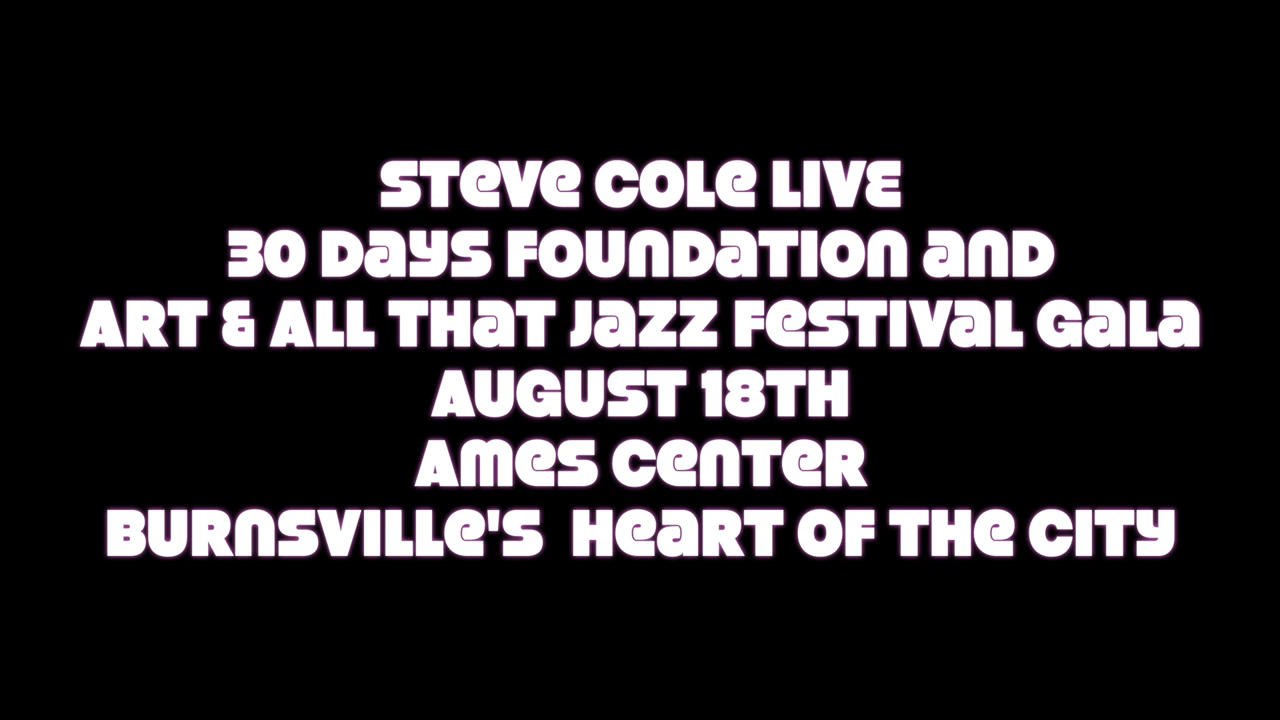 STeVe COLe LIVE
30 DaYS FOUNDaTION aND
ART & ALL THaT JaZZ FeSTIVaL GaLa
AUGUST 18TH
AMeS CeNTeR
BURNSVILLe'S HeaRT OF THe CITY